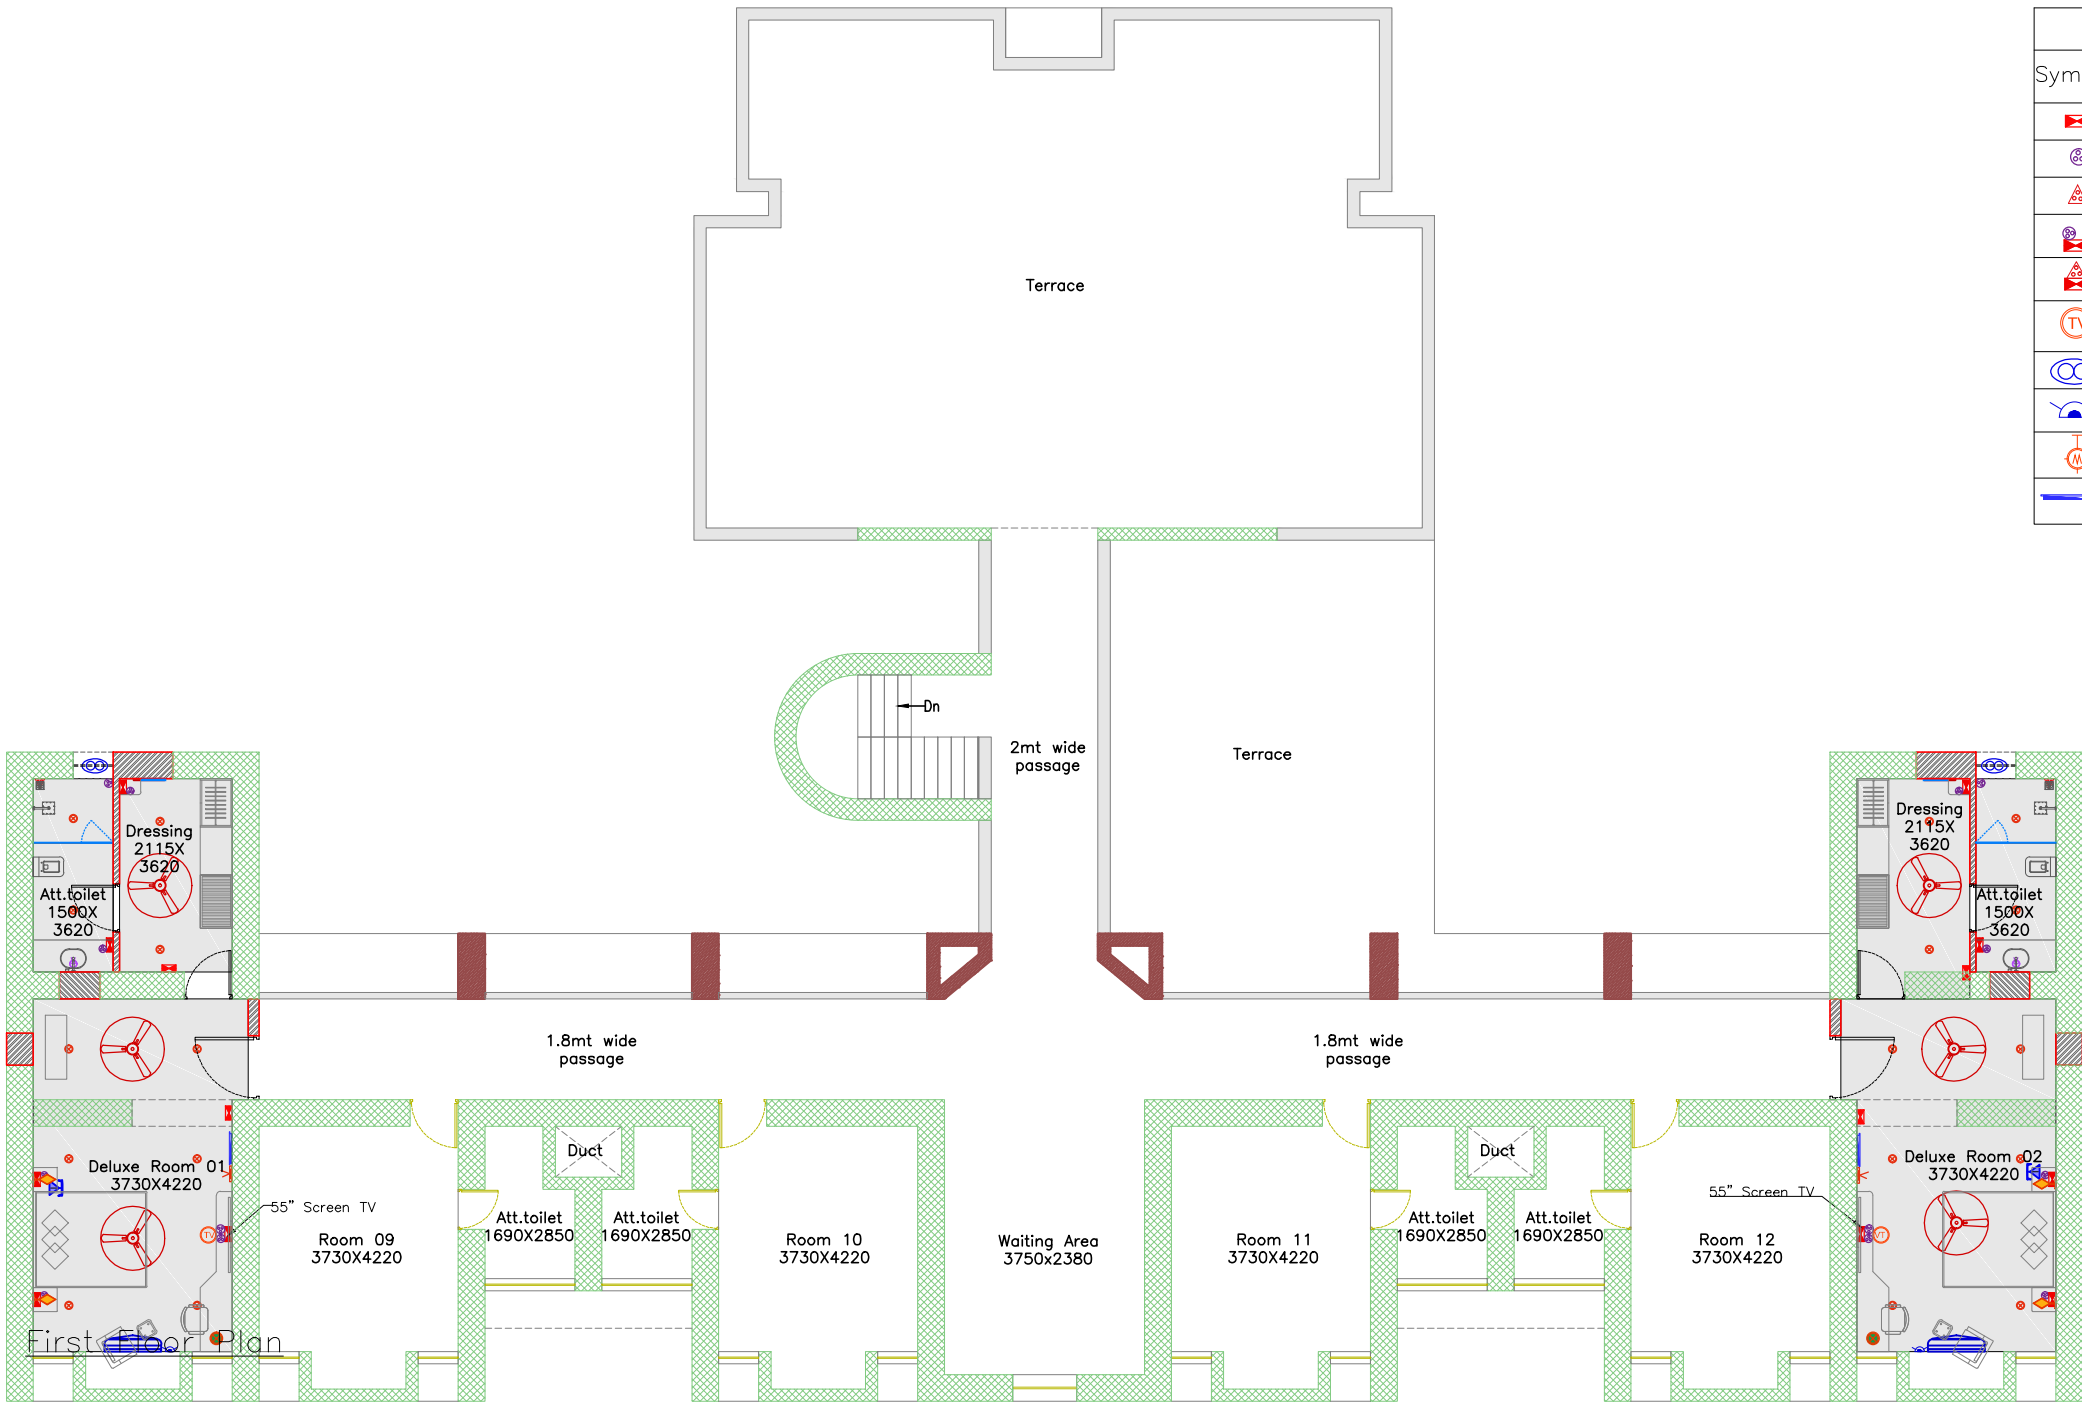 Sym
TV
Terrace
Dn
2mt wide
passage
Terrace
Dressing
2115X
3620
Att.toilet
1500X
3620
Dressing
2115X
3620
Att.toilet
1500X
3620
1.8mt wide
passage
1.8mt wide
passage
Deluxe Room 01
3730X4220
55" Screen TV
TV
Room 09
3730X4220
Att.toilet
1690X2850
Duct
Att.toilet
1690X2850
Room 10
3730X4220
Waiting Area
3750x2380
Room 11
3730X4220
Att.toilet
1690X2850
Duct
Att.toilet
1690X2850
Room 12
3730X4220
55" Screen TV
Deluxe Room 02
3730X4220
First Floor Plan